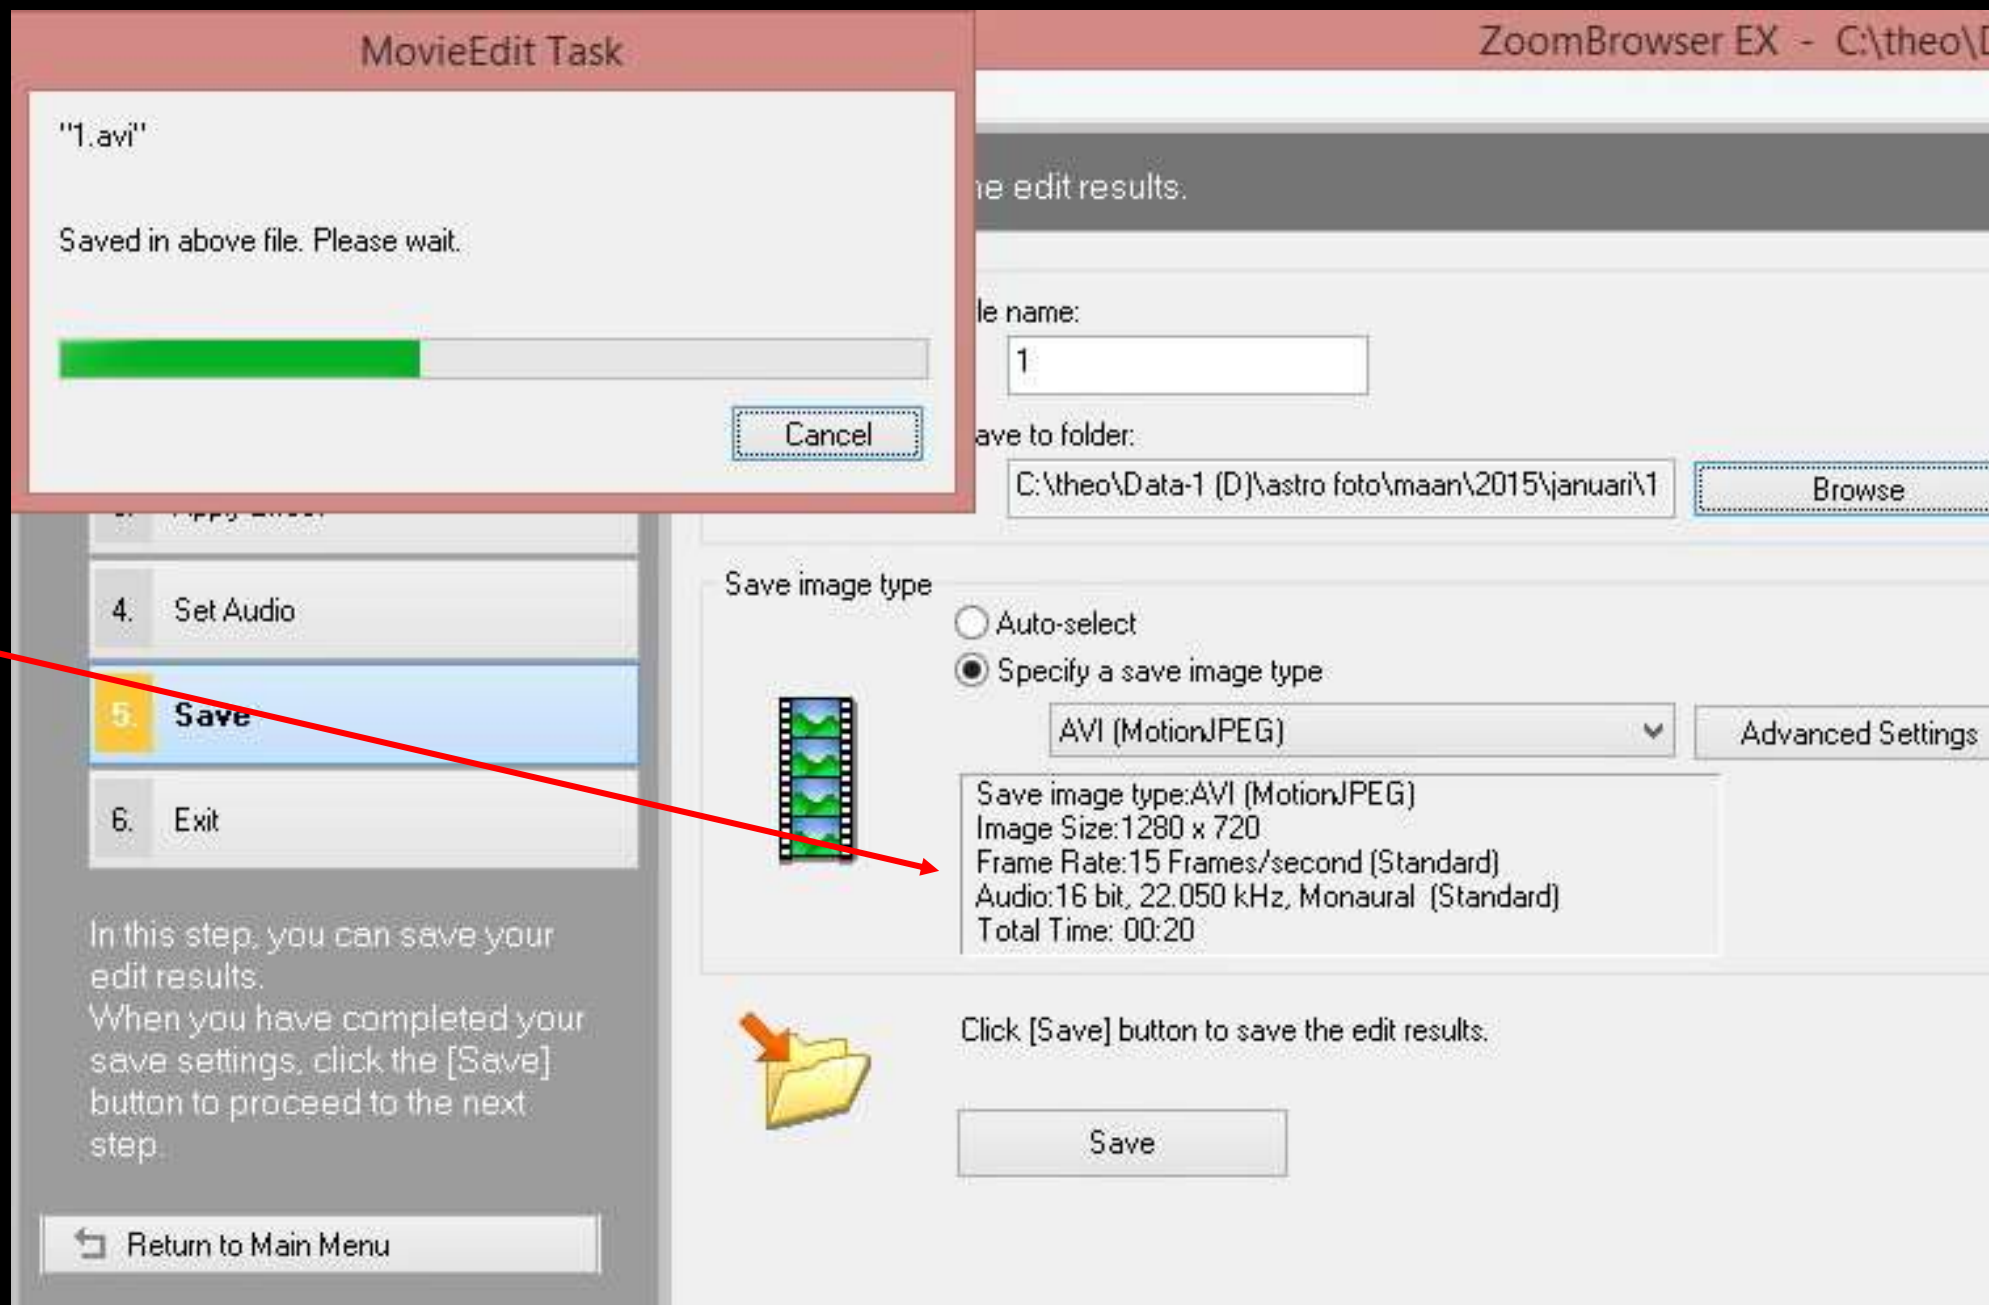 MovieEdit Task
"1.avi"
Saved in above file. Please wait.
Cancel
ZoomBrowser EX - C:\theo\D
edit results.
name:
1
to folder:
C:\theo\Data-1 (D)\astro foto\maan\2015\januari\1
Browse
4. Set Audio
5. Save
6. Exit
In this step, you can save your
edit results.
When you have completed your
save settings, click the [Save]
button to proceed to the next
step.
Return to Main Menu
Save image type
Auto-select
Specify a save image type
AVI (MotionJPEG)
Advanced Settings
Save image type:AVI (MotionJPEG)
Image Size:1280 x 720
Frame Rate:15 Frames/second (Standard)
Audio:16 bit, 22.050 kHz, Monaural (Standard)
Total Time: 00:20
Click [Save] button to save the edit results.
Save